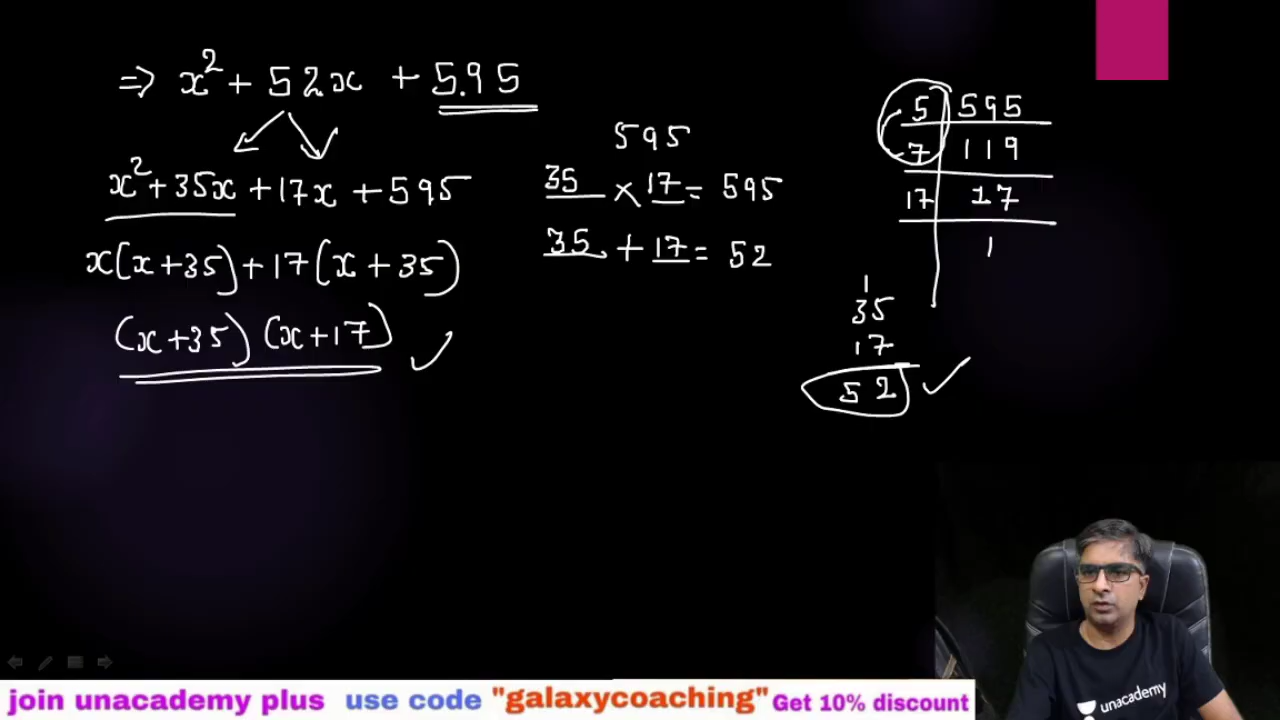 ⇒ x² + 52x + 5.95
x² + 35x + 17x + 595
x(x+35) + 17(x+35)
(x+35) (x+17) ✓
595
35 × 17 = 595
35 + 17 = 52
5 | 595
7 | 119
17 | 17
1
1
35
17
52 ✓
unacademy
join unacademy plus use code "galaxycoaching" Get 10% discount